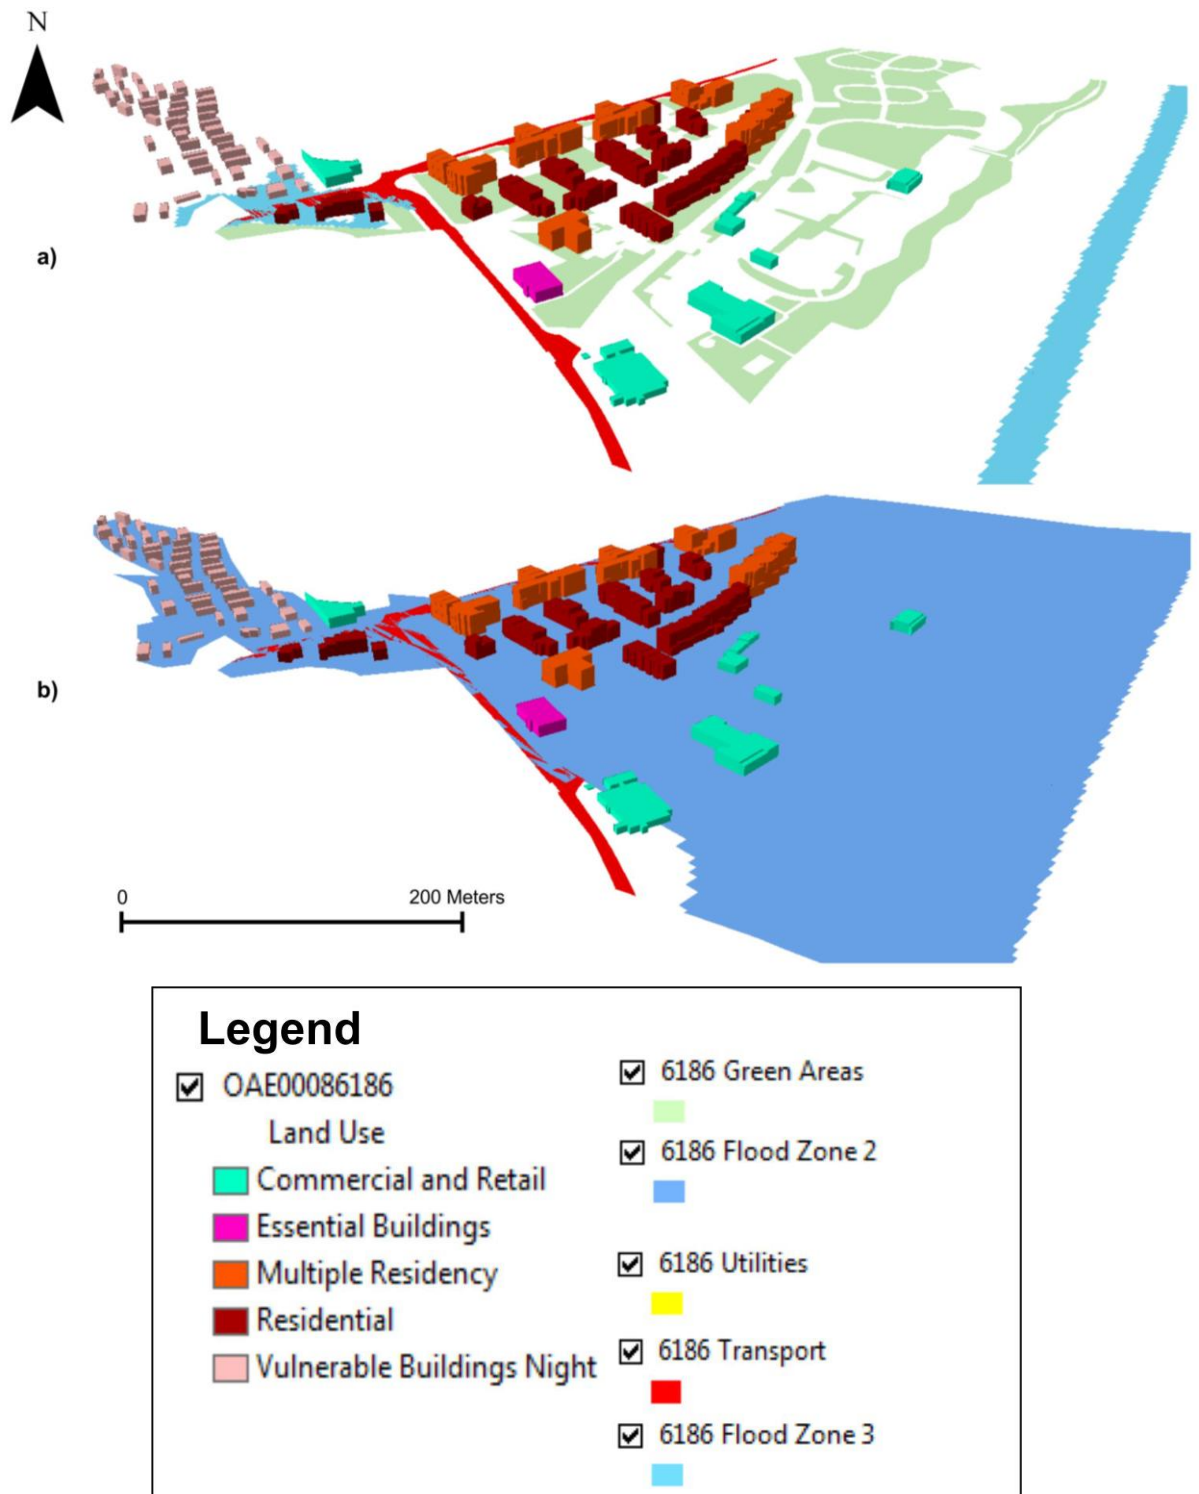 N
a)
b)
0 200 Meters
Legend
OAE00086186
Land Use
Commercial and Retail
Essential Buildings
Multiple Residency
Residential
Vulnerable Buildings Night
6186 Green Areas
6186 Flood Zone 2
6186 Utilities
6186 Transport
6186 Flood Zone 3